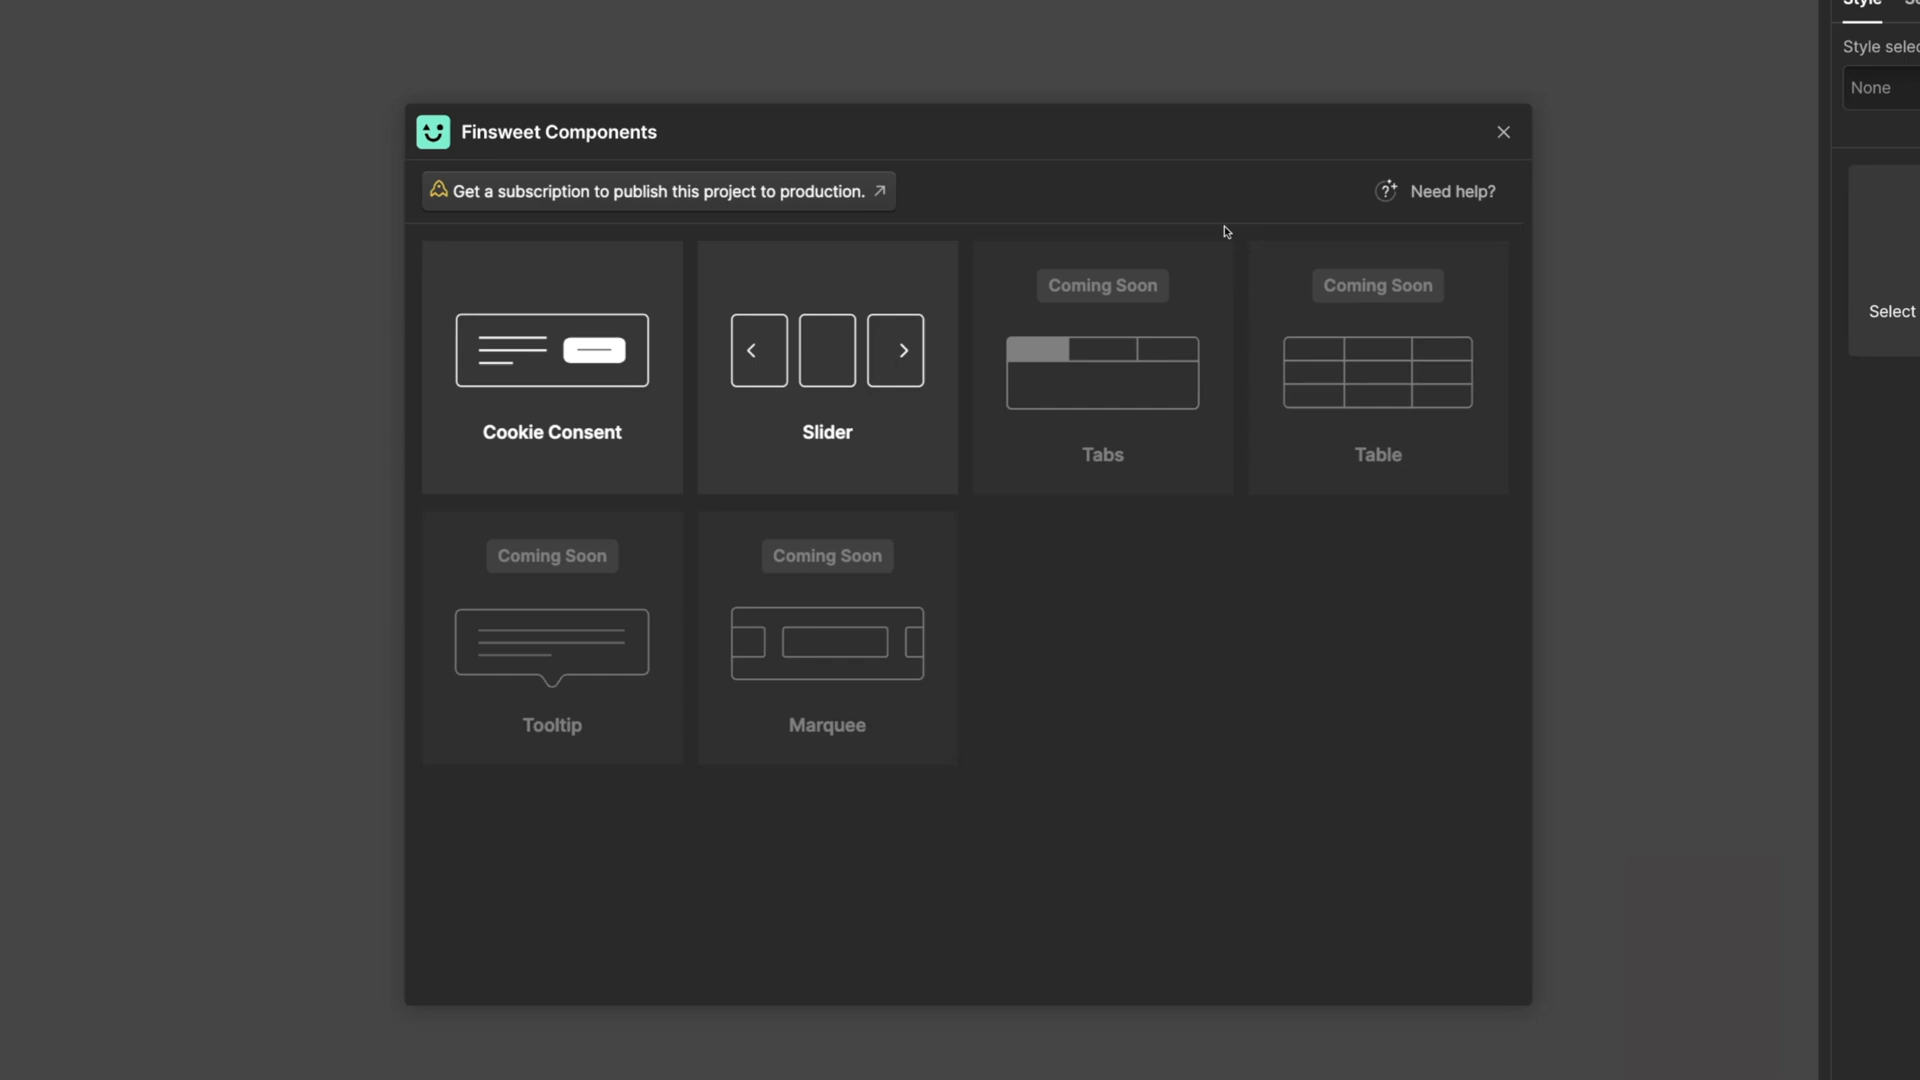 Style
Style selec
None
Finsweet Components
Get a subscription to publish this project to production.
Need help?
Coming Soon
Coming Soon
Select
Cookie Consent
Slider
Tabs
Table
Coming Soon
Coming Soon
Tooltip
Marquee